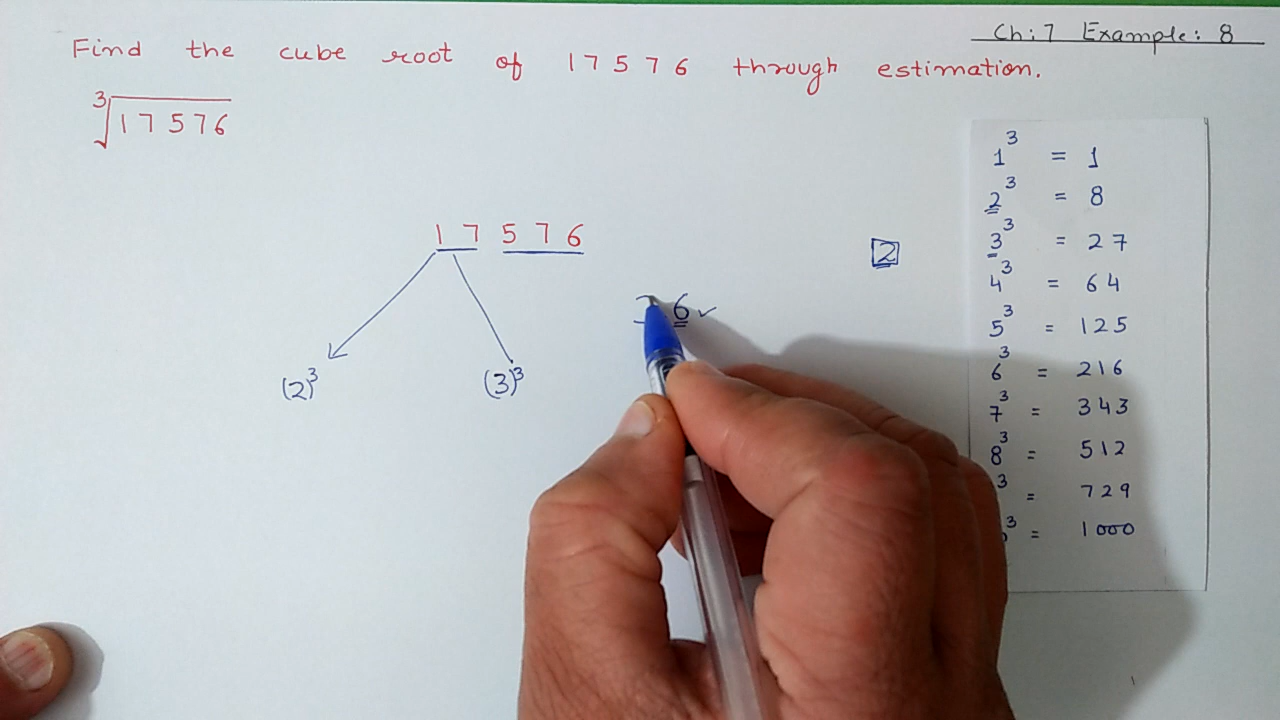 Ch:7 Example: 8
Find the cube root of 17576 through estimation.
∛17576
17 576
(2)³ (3)³
6 ✓
2
1³ = 1
2³ = 8
3³ = 27
4³ = 64
5³ = 125
6³ = 216
7³ = 343
8³ = 512
³ = 729
³ = 1000